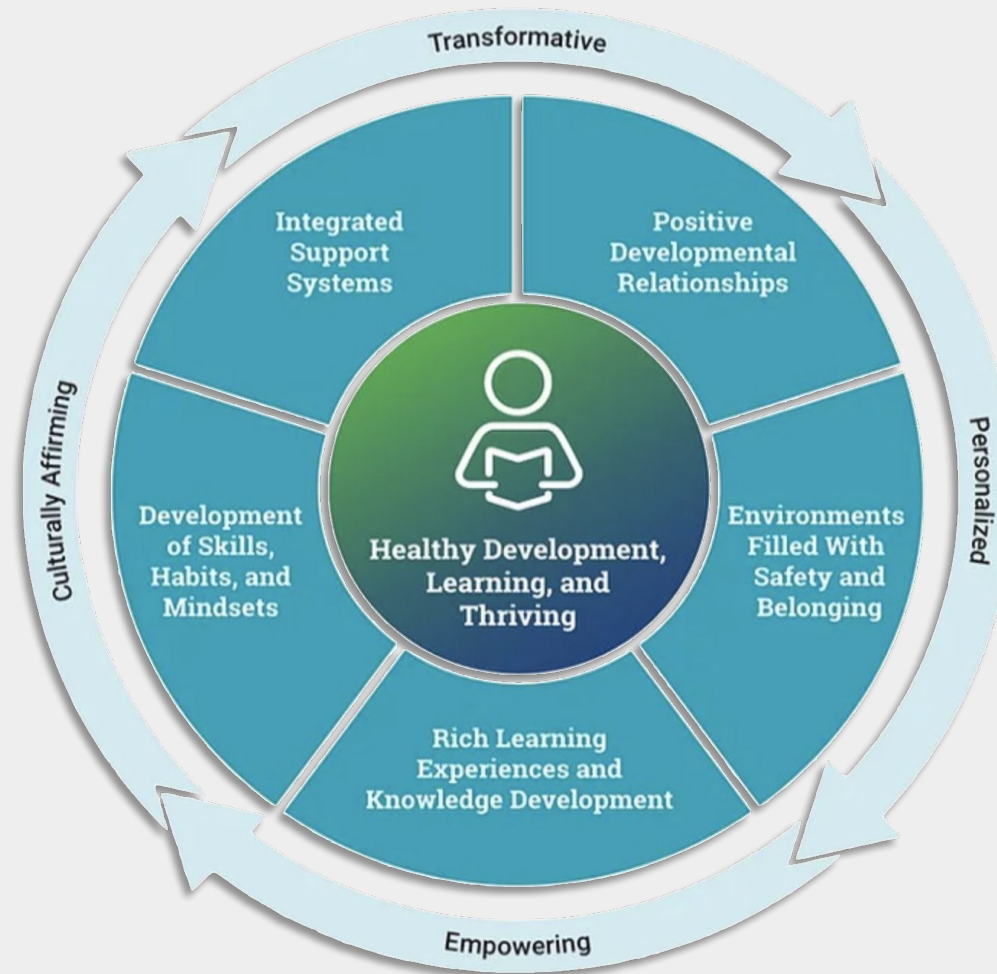 Transformative
Integrated
Support
Systems
Positive
Developmental
Relationships
Culturally Affirming
Personalized
Development
of Skills,
Habits, and
Mindsets
Healthy Development,
Learning, and
Thriving
Environments
Filled With
Safety and
Belonging
Rich Learning
Experiences and
Knowledge Development
Empowering